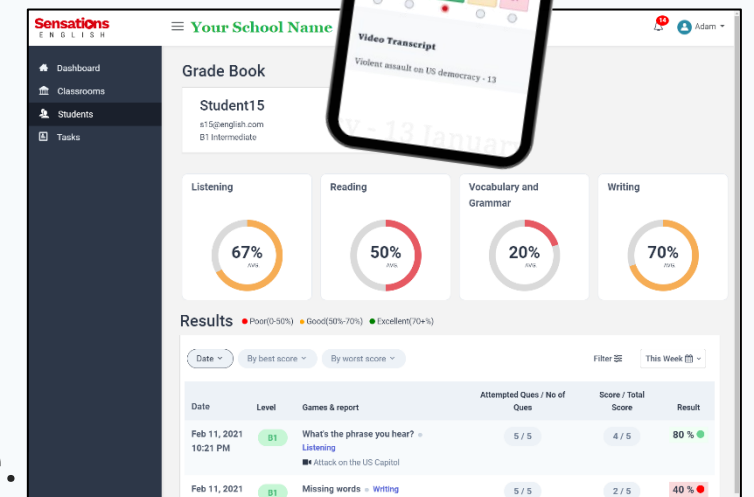 Sensations
ENGLISH
Your School Name
14
Adam
Dashboard
Classrooms
Students
Tasks
Video Transcript
Violent assault on US democracy - 13
y - 13 Januar
Grade Book
Student15
s15@english.com
B1 Intermediate
Listening
67%
AVG
Reading
50%
AVG
Vocabulary and
Grammar
20%
AVG
Writing
70%
AVG
Results
Poor(0-50%) Good(50%-70%) Excellent(70+%)
Date By best score By worst score Filter This Week
Date Level Games & report Attempted Ques / No of Ques Score / Total Score Result
Feb 11, 2021
10:21 PM
B1
What's the phrase you hear?
Listening
Attack on the US Capitol
5 / 5
4 / 5
80 %
Feb 11, 2021
B1
Missing words Writing
5 / 5
2 / 5
40 %